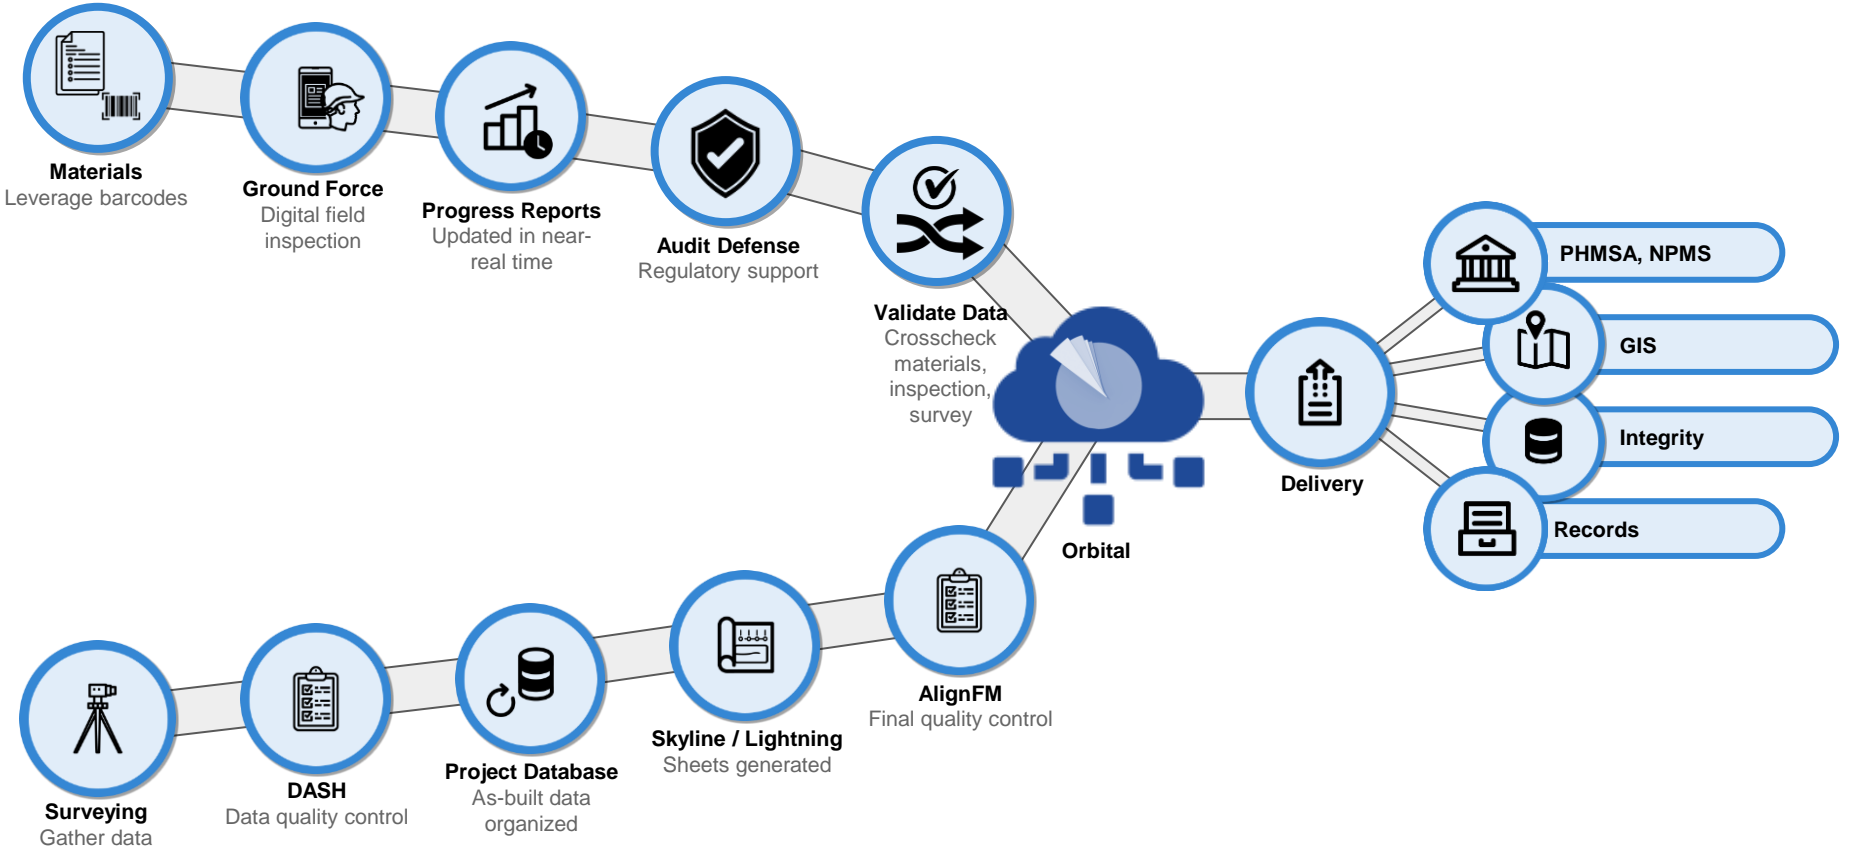 Materials
Leverage barcodes
Ground Force
Digital field
inspection
Progress Reports
Updated in near-
real time
Audit Defense
Regulatory support
Validate Data
Crosscheck
materials,
inspection,
survey
Orbital
Delivery
PHMSA, NPMS
GIS
Integrity
Records
Surveying
Gather data
DASH
Data quality control
Project Database
As-built data
organized
Skyline / Lightning
Sheets generated
AlignFM
Final quality control